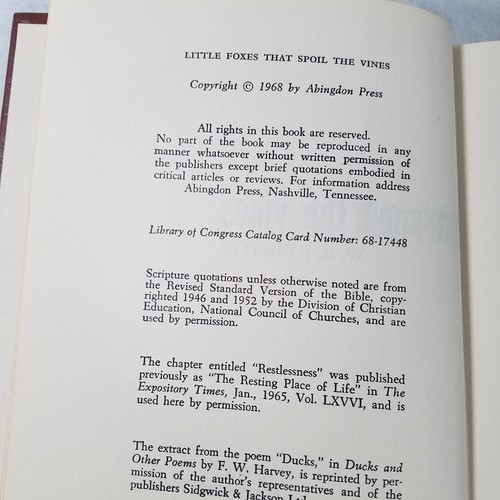 LITTLE FOXES THAT SPOIL THE VINES
Copyright © 1968 by Abingdon Press
All rights in this book are reserved.
No part of the book may be reproduced in any
manner whatsoever without written permission of
the publishers except brief quotations embodied in
critical articles or reviews. For information address
Abingdon Press, Nashville, Tennessee.
Library of Congress Catalog Card Number: 68-17448
Scripture quotations unless otherwise noted are from
the Revised Standard Version of the Bible, copy-
righted 1946 and 1952 by the Division of Christian
Education, National Council of Churches, and are
used by permission.
The chapter entitled "Restlessness" was published
previously as "The Resting Place of Life" in The
Expository Times, Jan., 1965, Vol. LXXVI, and is
used here by permission.
The extract from the poem "Ducks," in Ducks and
Other Poems by F. W. Harvey, is reprinted by per-
mission of the author's representatives and of the
publishers Sidgwick & Jackson Ltd.